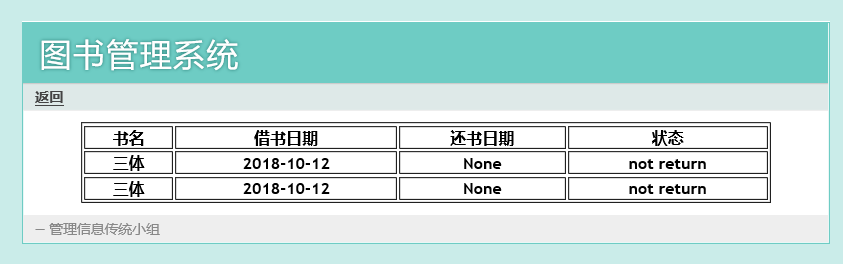 图书管理系统
返回
书名 借书日期 还书日期 状态
三体 2018-10-12 None not return
三体 2018-10-12 None not return
— 管理信息传统小组